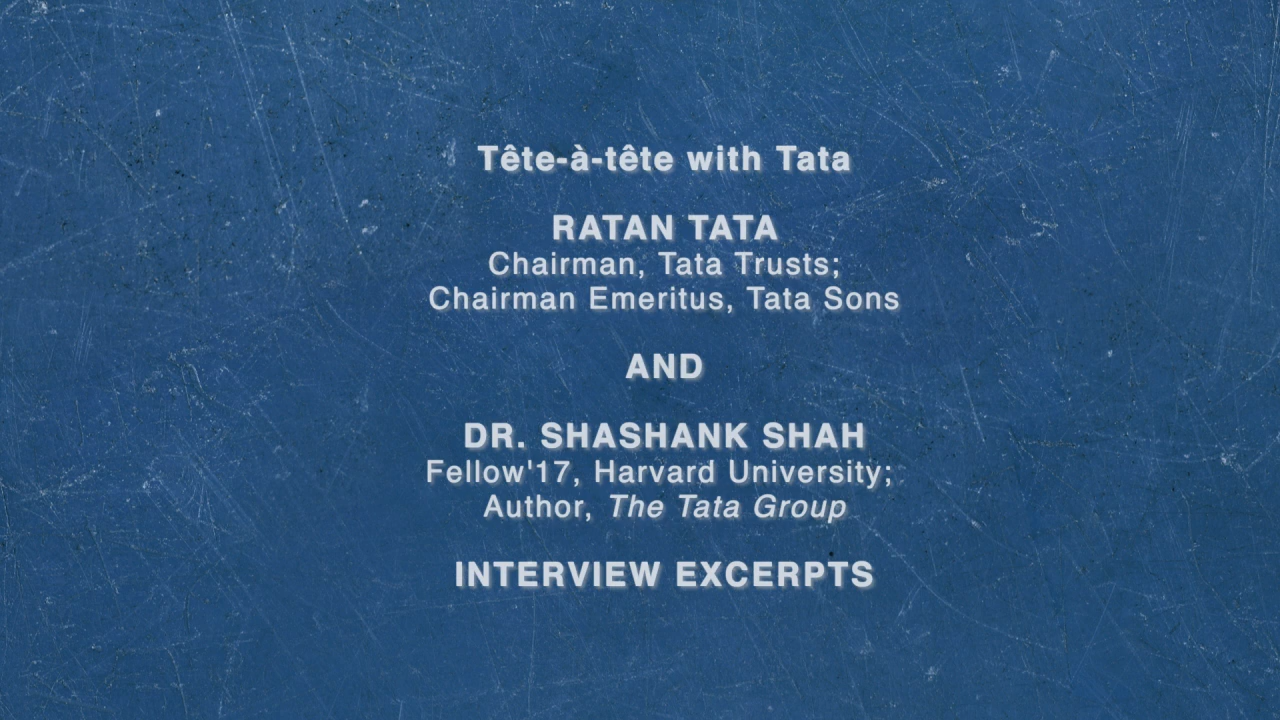 Tête-à-tête with Tata
RATAN TATA
Chairman, Tata Trusts;
Chairman Emeritus, Tata Sons
AND
DR. SHASHANK SHAH
Fellow'17, Harvard University;
Author, The Tata Group
INTERVIEW EXCERPTS